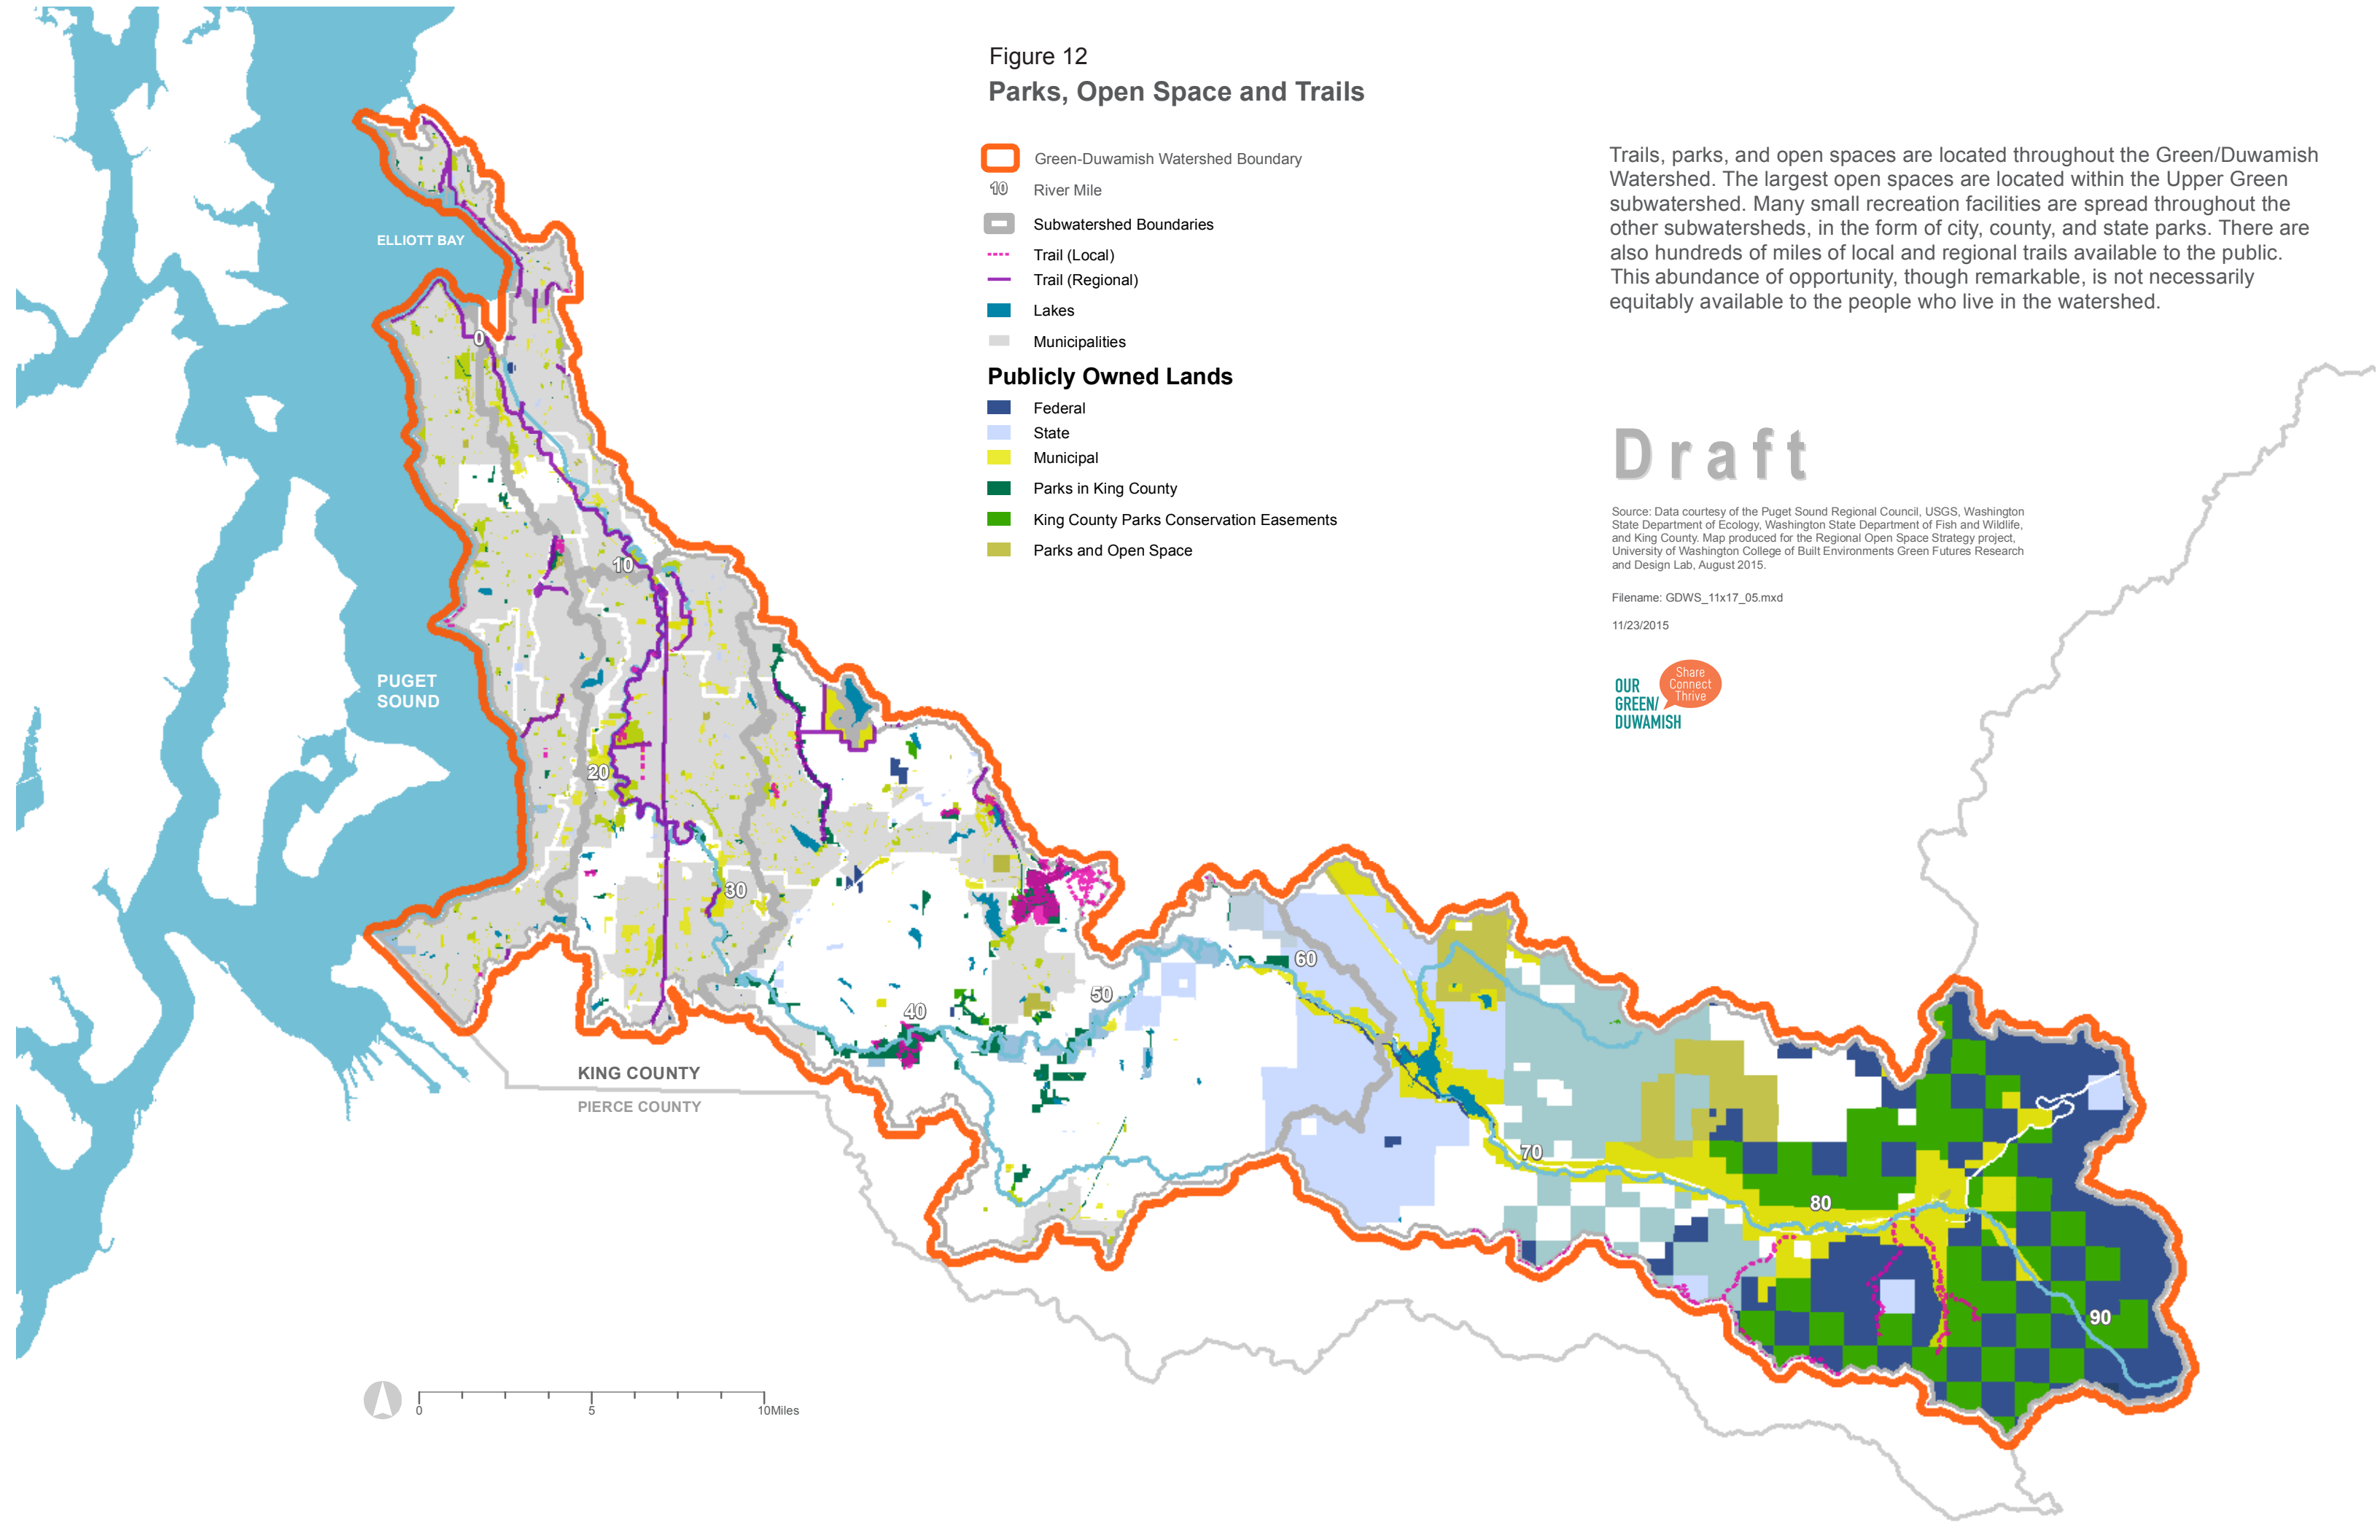 Figure 12
Parks, Open Space and Trails
Green-Duwamish Watershed Boundary
10 River Mile
Subwatershed Boundaries
Trail (Local)
Trail (Regional)
Lakes
Municipalities
Publicly Owned Lands
Federal
State
Municipal
Parks in King County
King County Parks Conservation Easements
Parks and Open Space
Trails, parks, and open spaces are located throughout the Green/Duwamish
Watershed. The largest open spaces are located within the Upper Green
subwatershed. Many small recreation facilities are spread throughout the
other subwatersheds, in the form of city, county, and state parks. There are
also hundreds of miles of local and regional trails available to the public.
This abundance of opportunity, though remarkable, is not necessarily
equitably available to the people who live in the watershed.
Draft
Source: Data courtesy of the Puget Sound Regional Council, USGS, Washington
State Department of Ecology, Washington State Department of Fish and Wildlife,
and King County. Map produced for the Regional Open Space Strategy project,
University of Washington College of Built Environments Green Futures Research
and Design Lab, August 2015.
Filename: GDWS_11x17_05.mxd
11/23/2015
OUR
GREEN/
DUWAMISH
Share
Connect
Thrive
ELLIOTT BAY
0
10
PUGET
SOUND
20
30
40
50
60
70
80
90
KING COUNTY
PIERCE COUNTY
0 5 10Miles